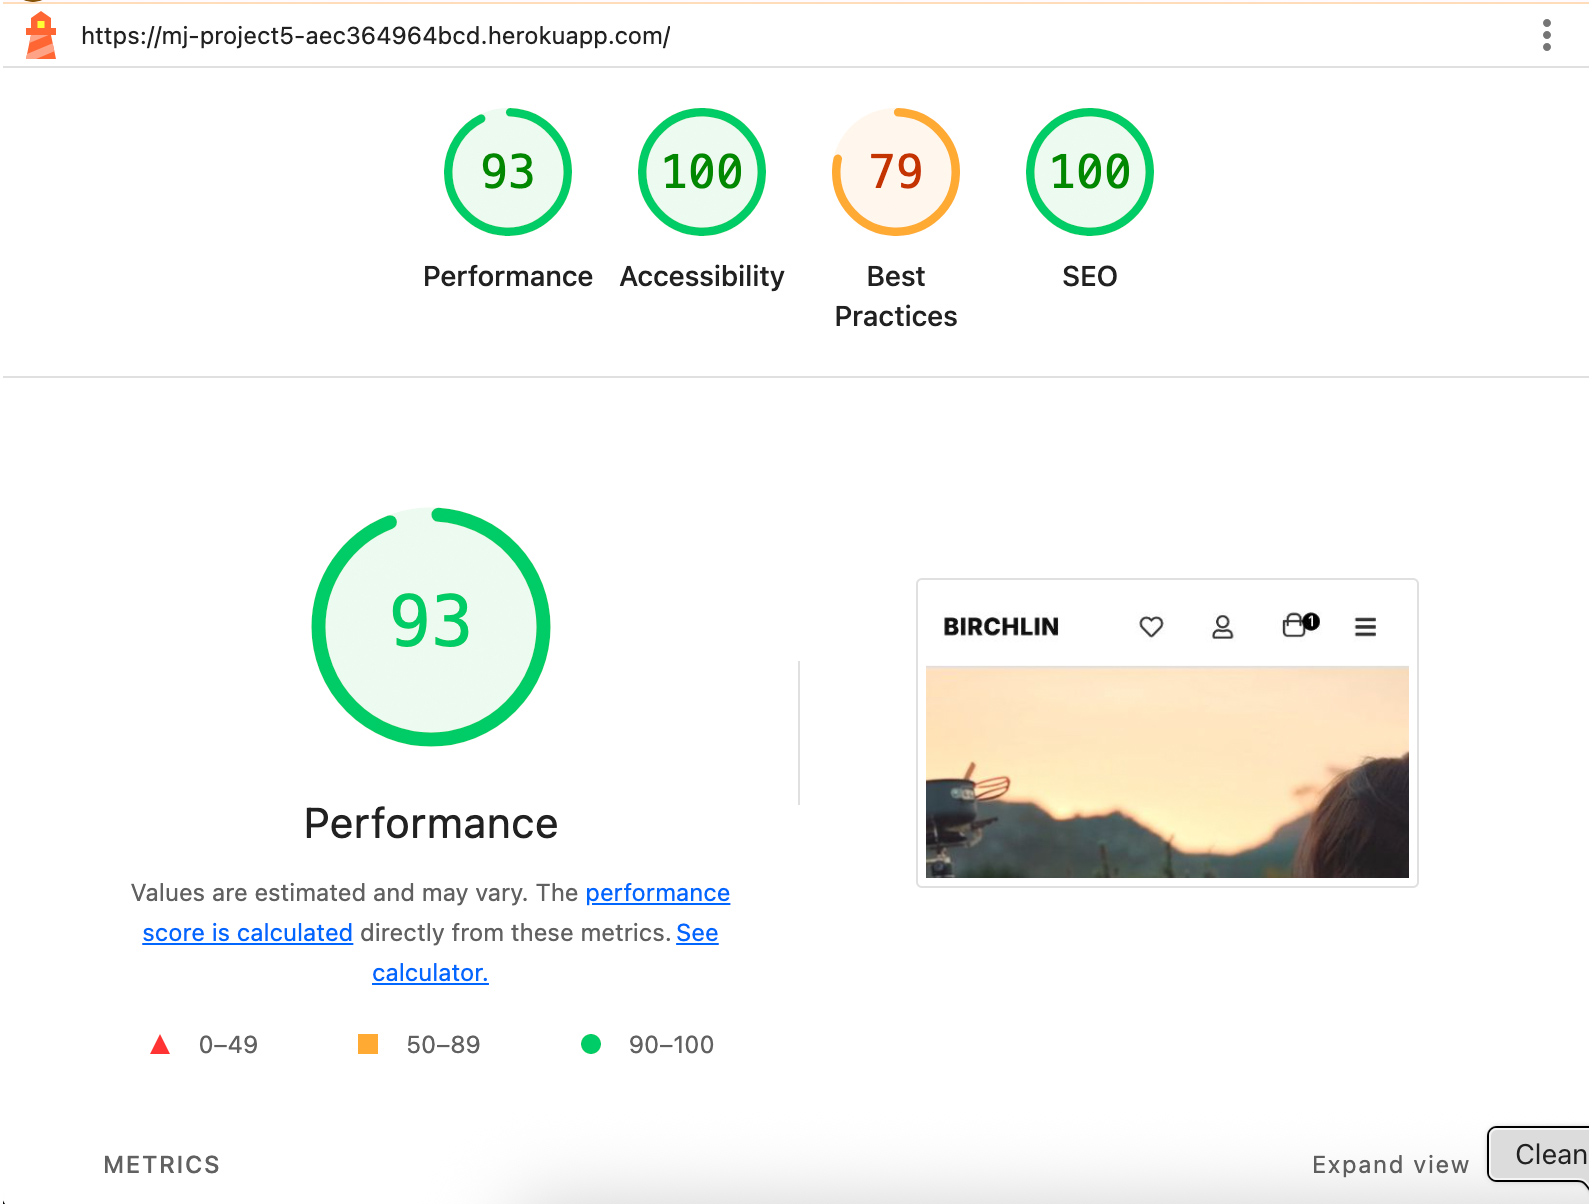 https://mj-project5-aec364964bcd.herokuapp.com/
93
100
79
100
Performance
Accessibility
Best
Practices
SEO
93
Performance
Values are estimated and may vary. The performance
score is calculated directly from these metrics. See
calculator.
0–49
50–89
90–100
BIRCHLIN
1
METRICS
Expand view
Clean